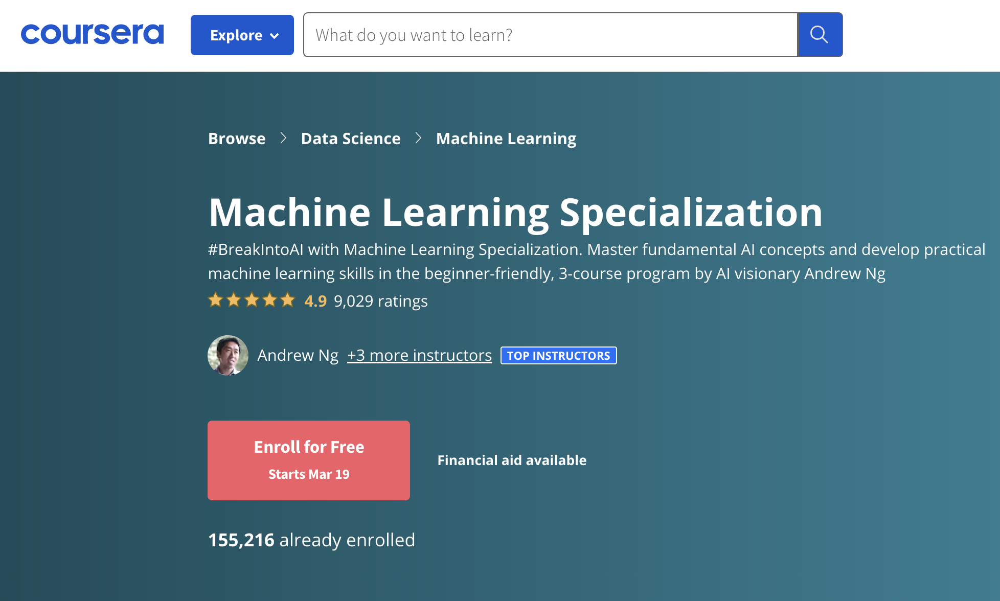 coursera
Explore
What do you want to learn?
Browse > Data Science > Machine Learning
Machine Learning Specialization
#BreakIntoAI with Machine Learning Specialization. Master fundamental AI concepts and develop practical
machine learning skills in the beginner-friendly, 3-course program by AI visionary Andrew Ng
4.9 9,029 ratings
Andrew Ng +3 more instructors TOP INSTRUCTORS
Enroll for Free
Starts Mar 19
Financial aid available
155,216 already enrolled